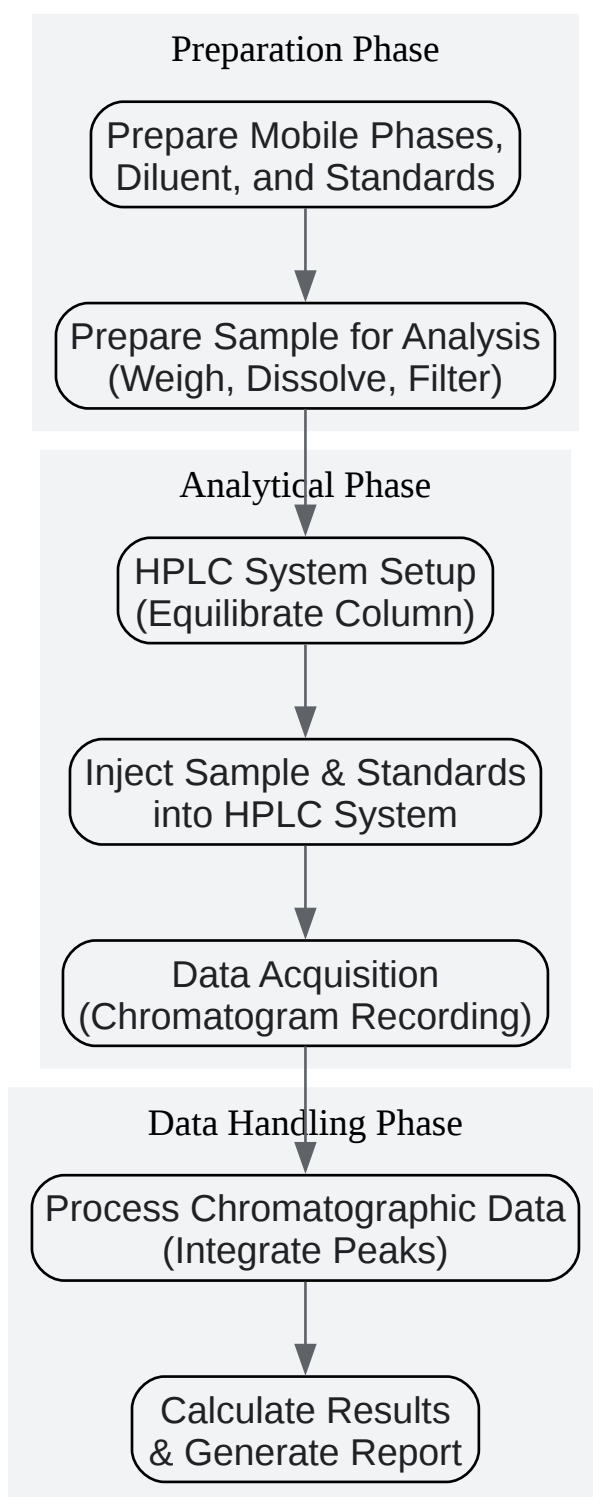 Preparation Phase
Prepare Mobile Phases,
Diluent, and Standards
Prepare Sample for Analysis
(Weigh, Dissolve, Filter)
Analytical Phase
HPLC System Setup
(Equilibrate Column)
Inject Sample & Standards
into HPLC System
Data Acquisition
(Chromatogram Recording)
Data Handling Phase
Process Chromatographic Data
(Integrate Peaks)
Calculate Results
& Generate Report